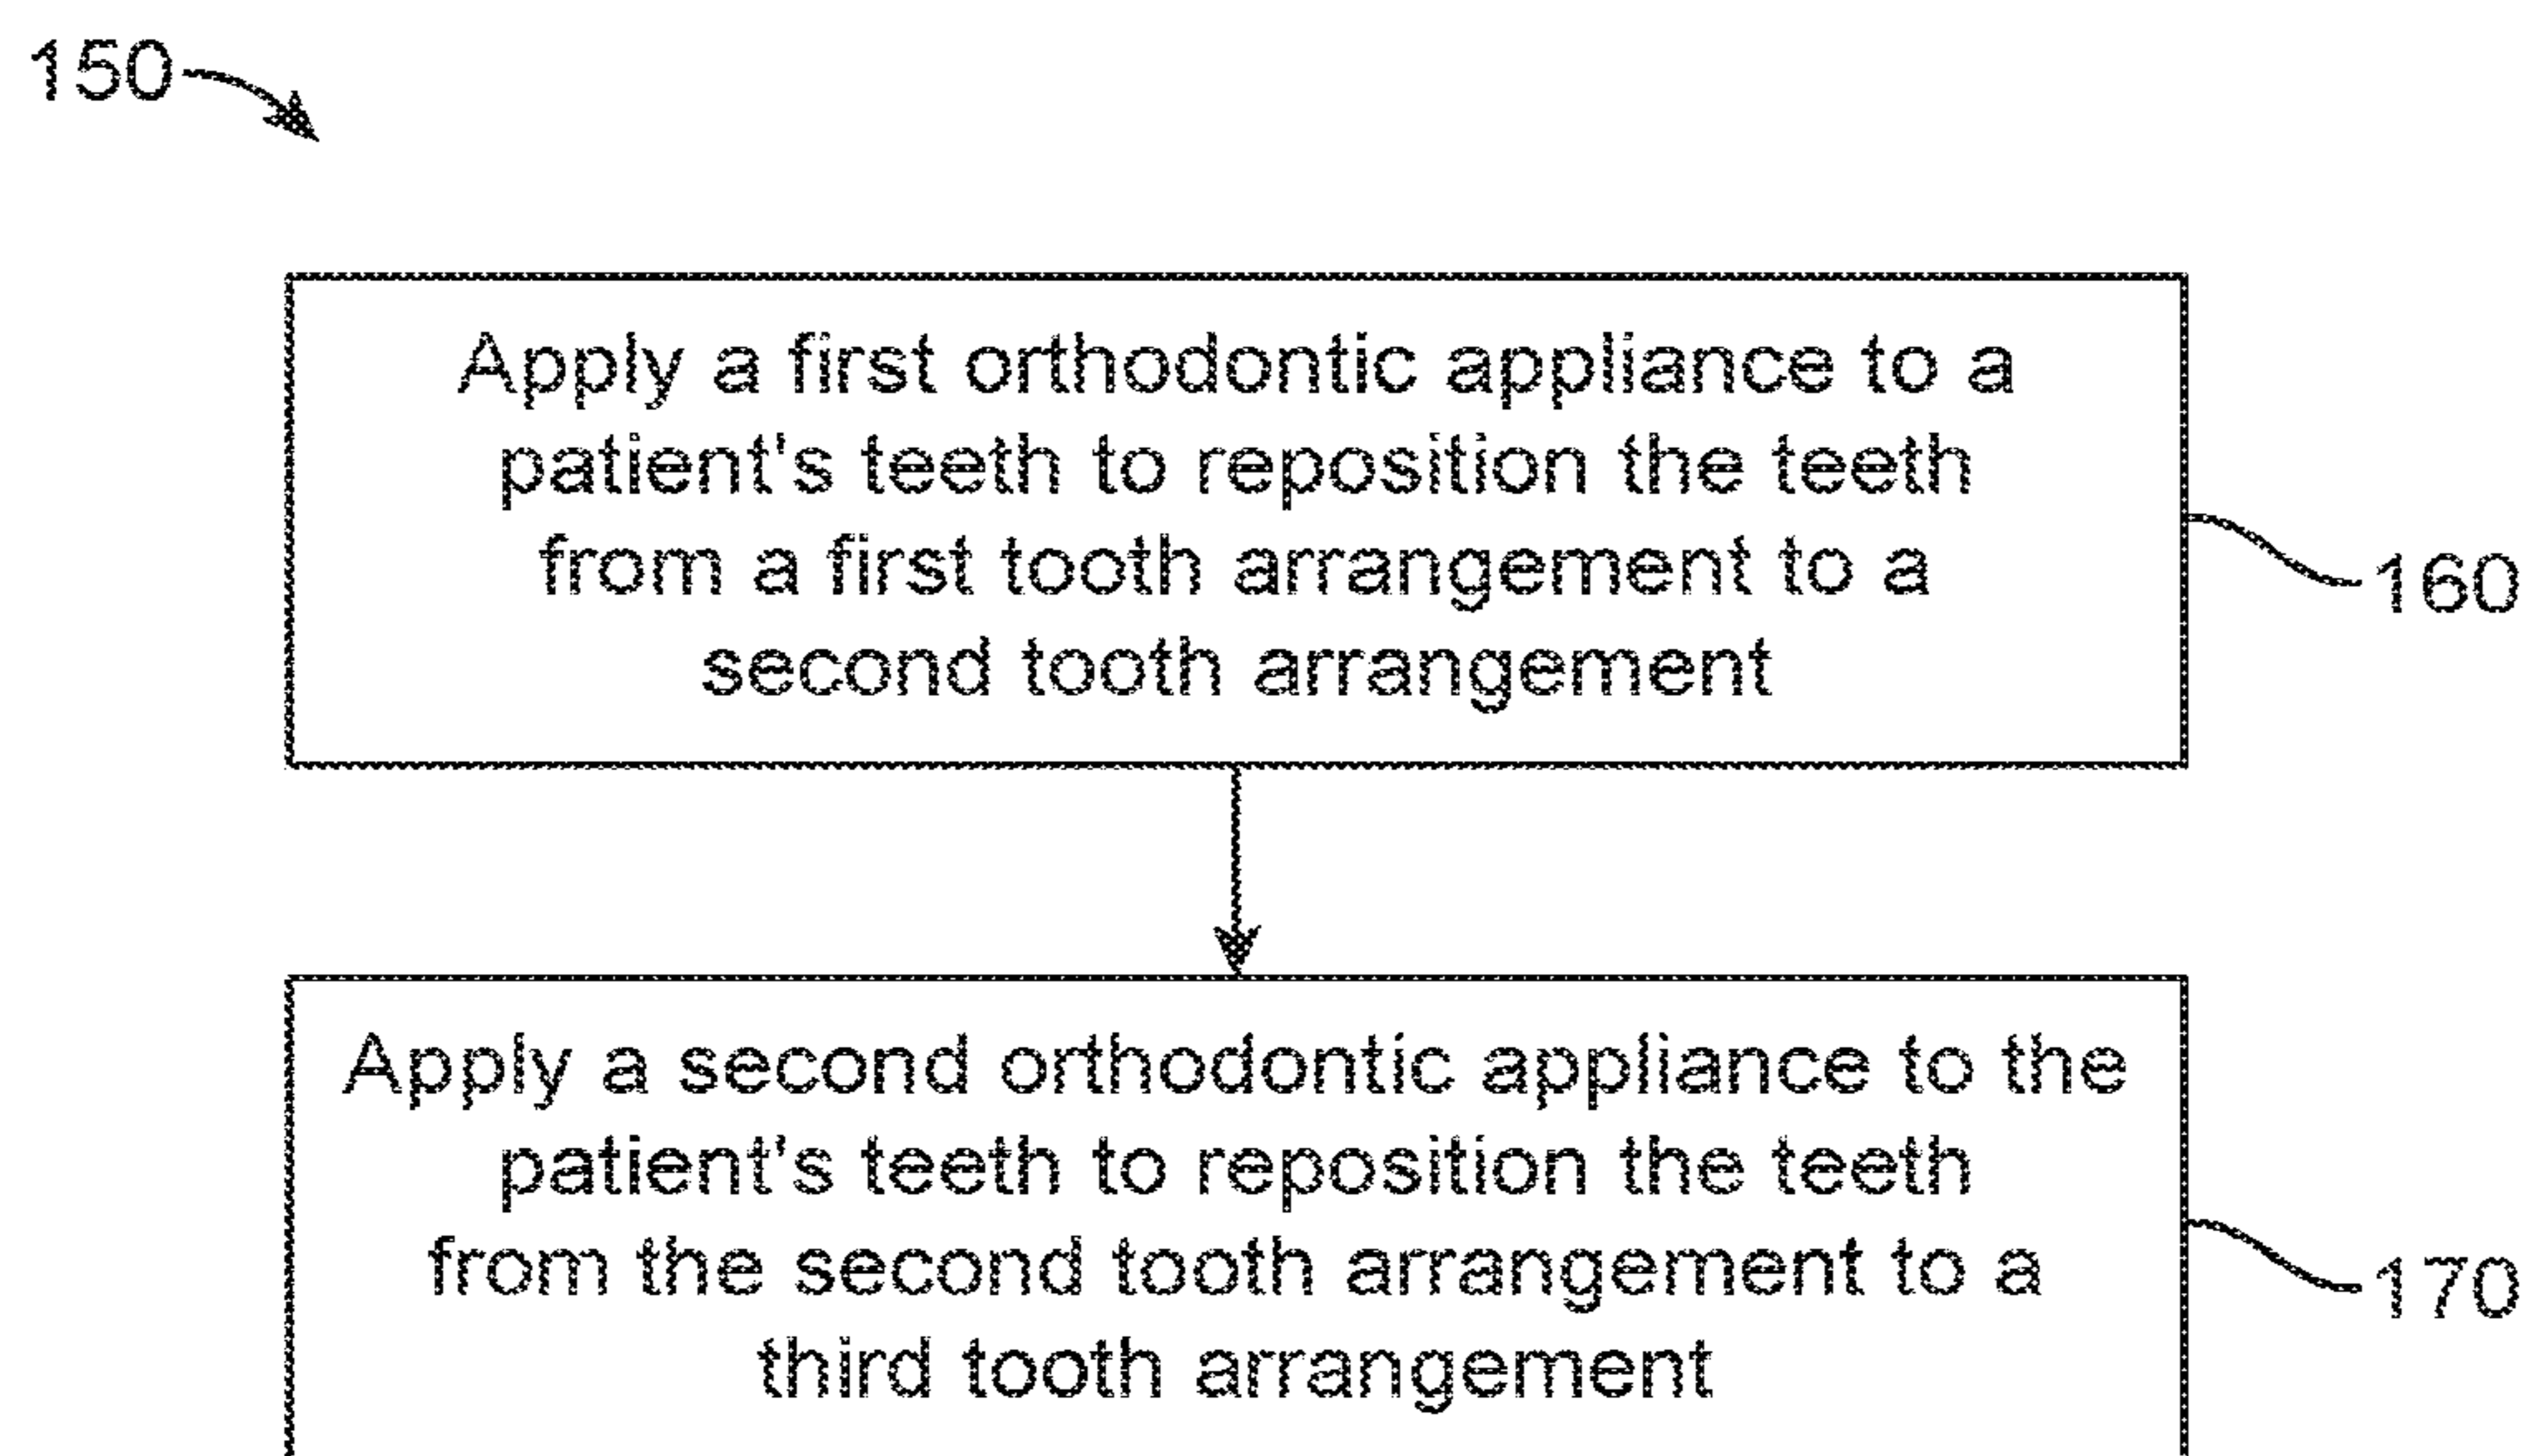 150
Apply a first orthodontic appliance to a
patient's teeth to reposition the teeth
from a first tooth arrangement to a
second tooth arrangement
160
Apply a second orthodontic appliance to the
patient's teeth to reposition the teeth
from the second tooth arrangement to a
third tooth arrangement
170